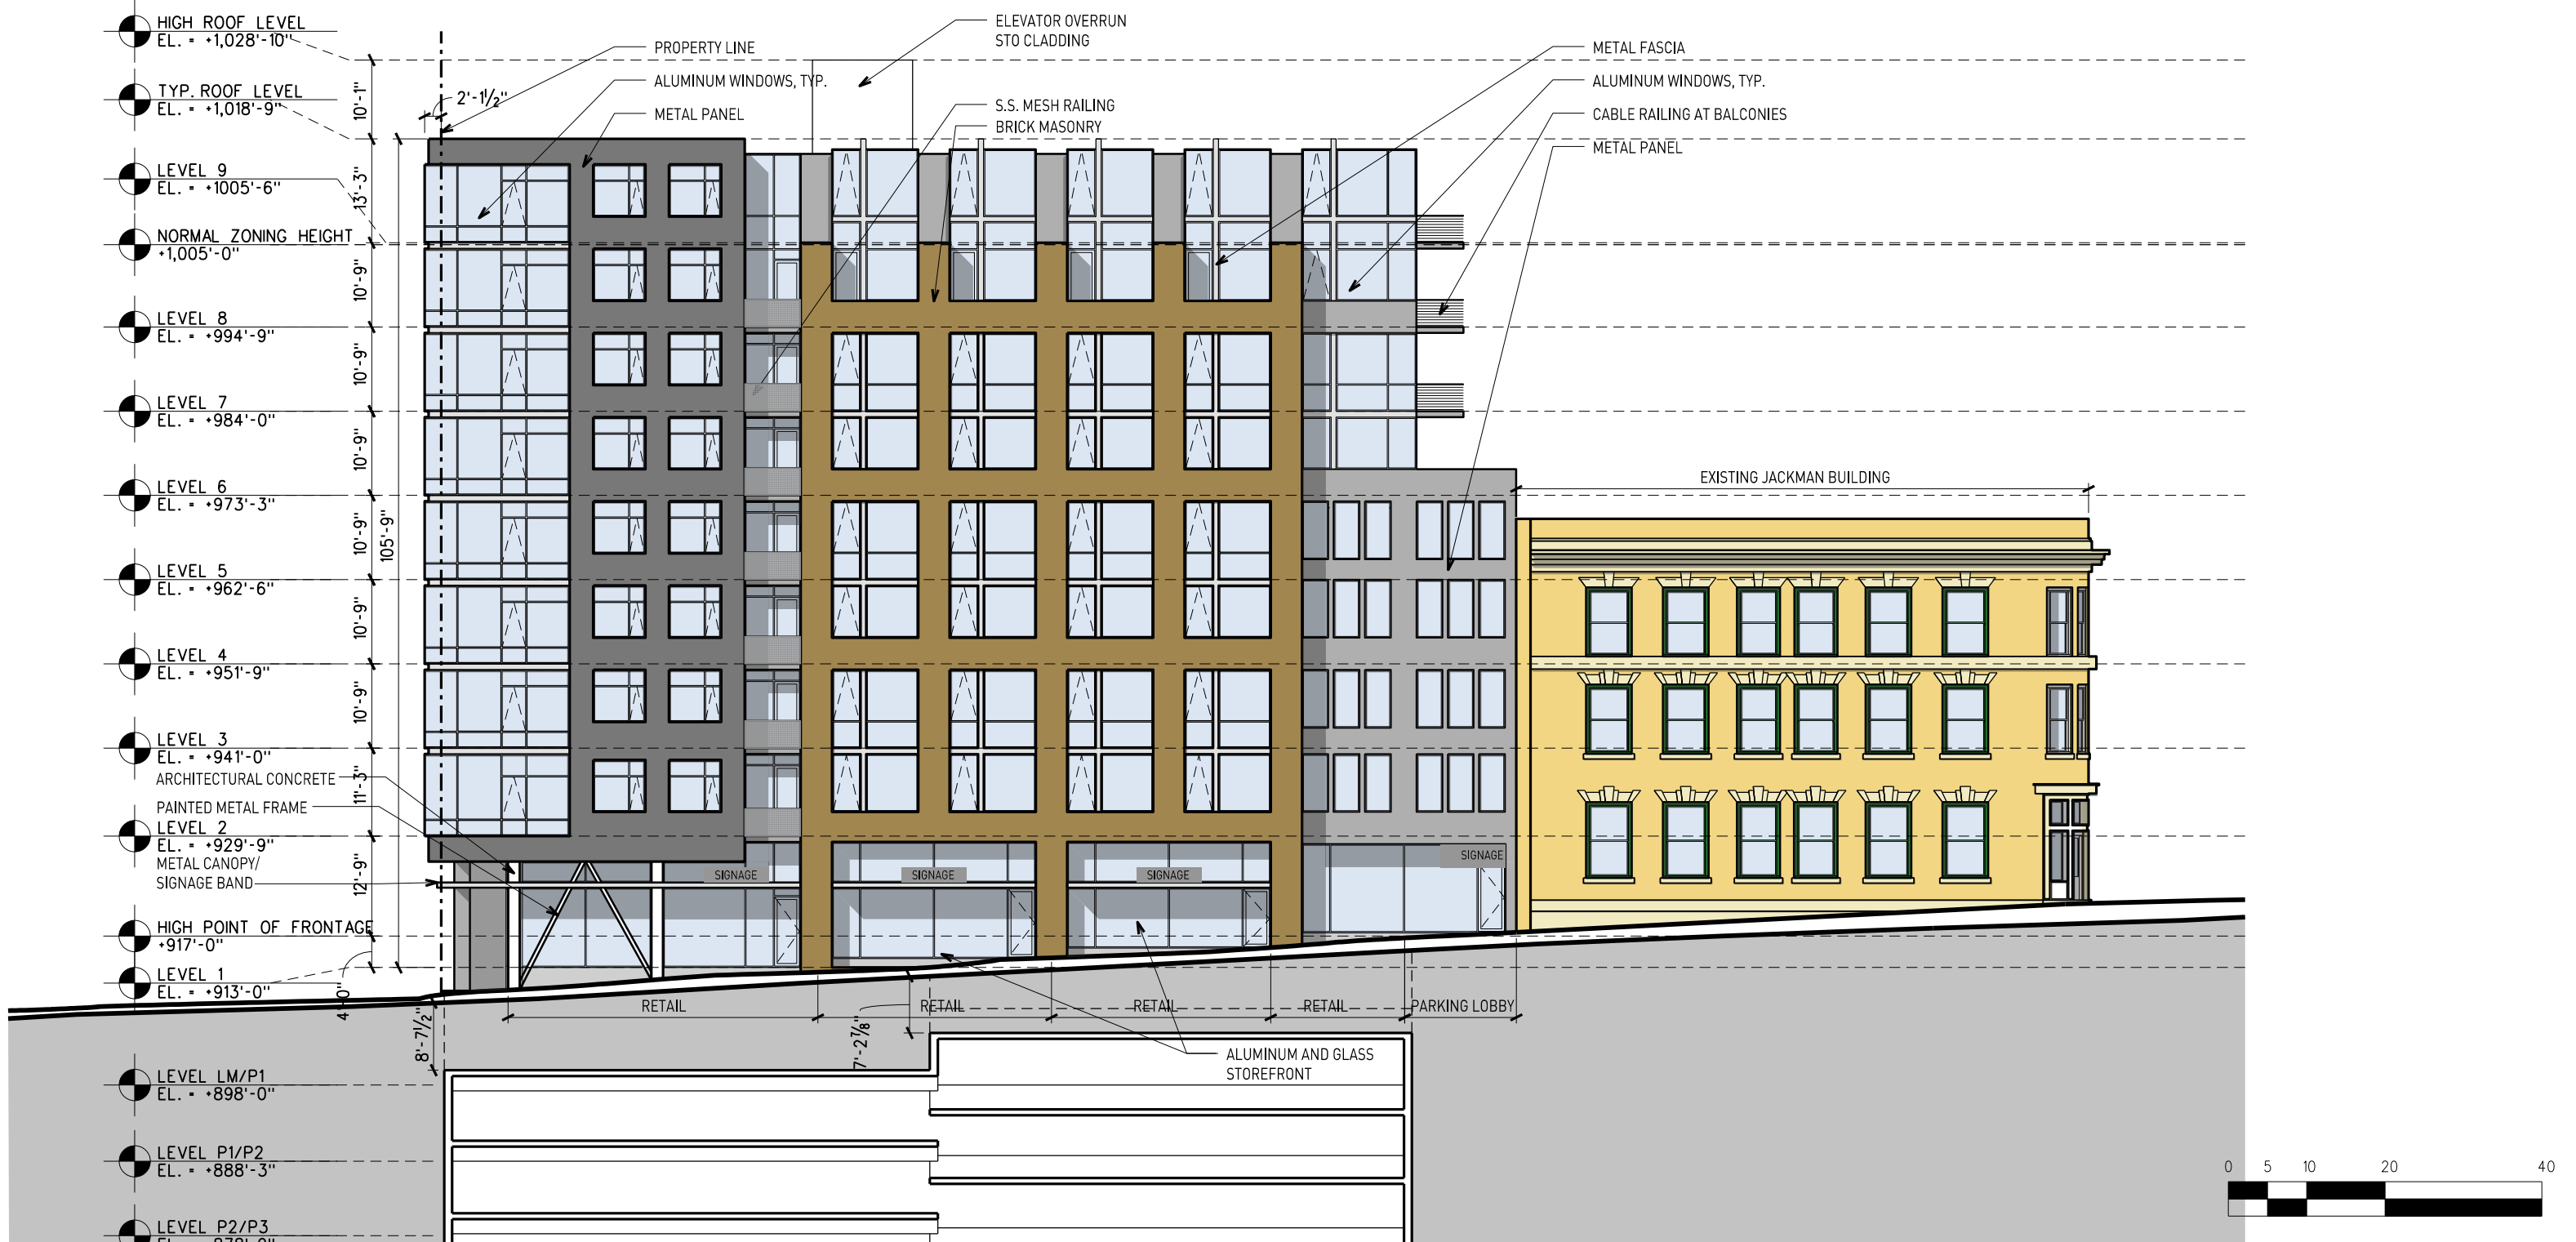 HIGH ROOF LEVEL
EL. = +1,028'-10"
TYP. ROOF LEVEL
EL. = +1,018'-9"
LEVEL 9
EL. = +1005'-6"
NORMAL ZONING HEIGHT
+1,005'-0"
LEVEL 8
EL. = +994'-9"
LEVEL 7
EL. = +984'-0"
LEVEL 6
EL. = +973'-3"
LEVEL 5
EL. = +962'-6"
LEVEL 4
EL. = +951'-9"
LEVEL 3
EL. = +941'-0"
ARCHITECTURAL CONCRETE
PAINTED METAL FRAME
LEVEL 2
EL. = +929'-9"
METAL CANOPY/
SIGNAGE BAND
HIGH POINT OF FRONTAGE
+917'-0"
LEVEL 1
EL. = +913'-0"
LEVEL LM/P1
EL. = +898'-0"
LEVEL P1/P2
EL. = +888'-3"
LEVEL P2/P3
10'-1"
13'-3"
10'-9"
10'-9"
10'-9"
10'-9"
10'-9"
10'-9"
11'-3"
12'-9"
4'-0"
105'-9"
8'-7½"
7'-2⅞"
2'-1½"
PROPERTY LINE
ALUMINUM WINDOWS, TYP.
METAL PANEL
ELEVATOR OVERRUN
STO CLADDING
S.S. MESH RAILING
BRICK MASONRY
METAL FASCIA
ALUMINUM WINDOWS, TYP.
CABLE RAILING AT BALCONIES
METAL PANEL
EXISTING JACKMAN BUILDING
SIGNAGE
SIGNAGE
SIGNAGE
SIGNAGE
RETAIL
RETAIL
RETAIL
RETAIL
PARKING LOBBY
ALUMINUM AND GLASS
STOREFRONT
0 5 10 20 40